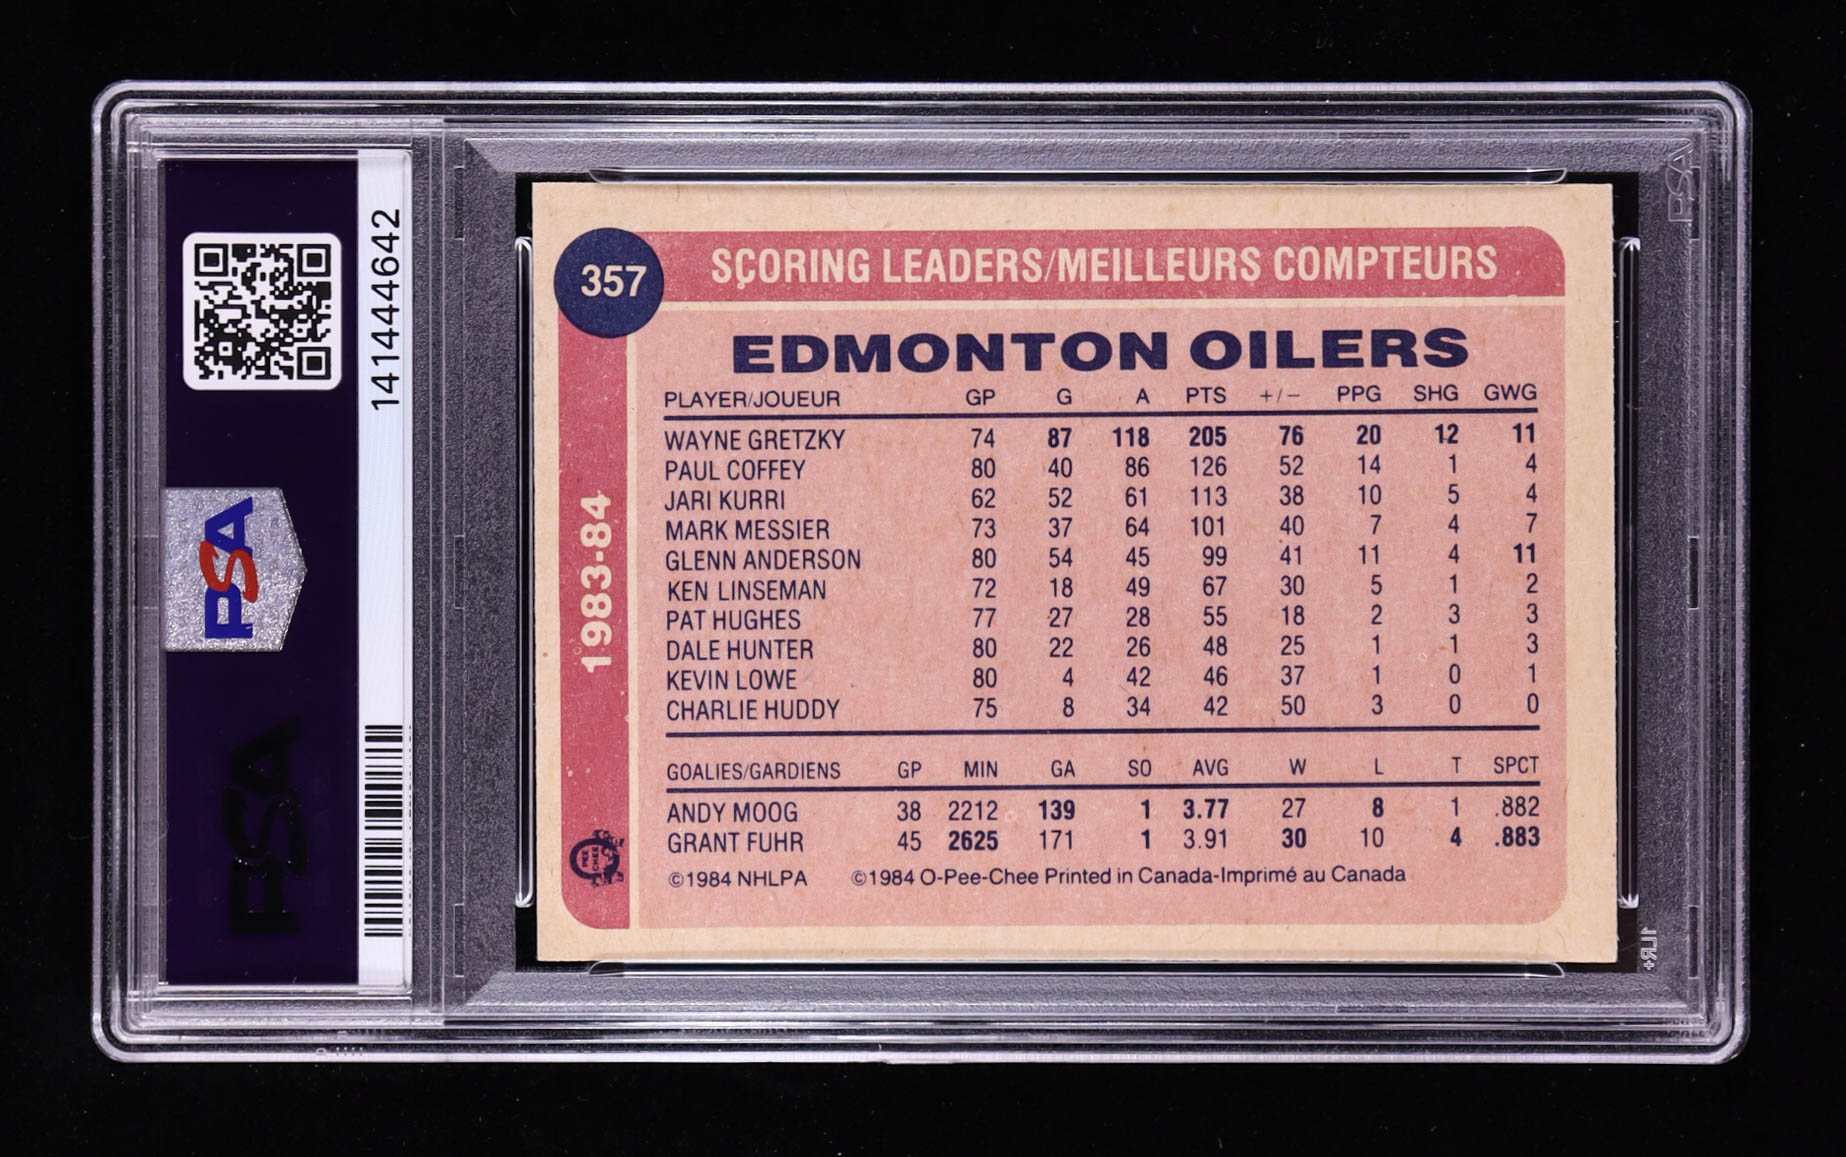 141444642
PSA
PSA
PSA
357
SCORING LEADERS/MEILLEURS COMPTEURS
1983-84
EDMONTON OILERS
PLAYER/JOUEUR GP G A PTS +/− PPG SHG GWG
WAYNE GRETZKY 74 87 118 205 76 20 12 11
PAUL COFFEY 80 40 86 126 52 14 1 4
JARI KURRI 62 52 61 113 38 10 5 4
MARK MESSIER 73 37 64 101 40 7 4 7
GLENN ANDERSON 80 54 45 99 41 11 4 11
KEN LINSEMAN 72 18 49 67 30 5 1 2
PAT HUGHES 77 27 28 55 18 2 3 3
DALE HUNTER 80 22 26 48 25 1 1 3
KEVIN LOWE 80 4 42 46 37 1 0 1
CHARLIE HUDDY 75 8 34 42 50 3 0 0
GOALIES/GARDIENS GP MIN GA SO AVG W L T SPCT
ANDY MOOG 38 2212 139 1 3.77 27 8 1 .882
GRANT FUHR 45 2625 171 1 3.91 30 10 4 .883
©1984 NHLPA ©1984 O-Pee-Chee Printed in Canada-Imprimé au Canada
O PEE CHEE
1LR+